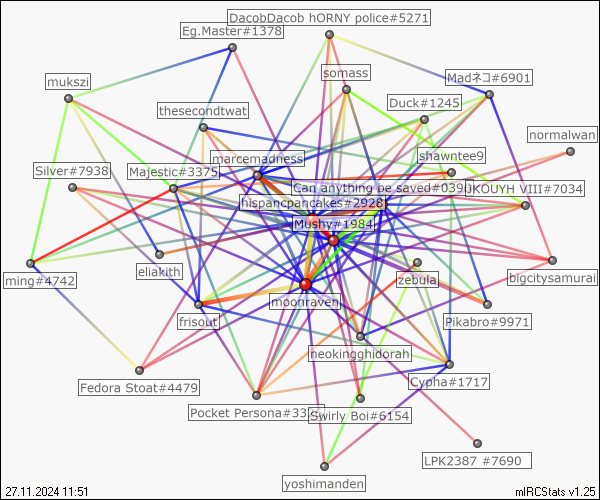 DacobDacob hORNY police#5271
Eg.Master#1378
somass
Madネコ#6901
mukszi
thesecondtwat
Duck#1245
normalwan
marcemadness
shawntee9
Silver#7938
Majestic#3375
Can anything be saved#039
UKOUYH VIII#7034
hispancpancakes#2928
Mushy#1984
ming#4742
eliakith
zebula
bigcitysamurai
moonraven
frisout
Pikabro#9971
neokingghidorah
Fedora Stoat#4479
Cypha#1717
Pocket Persona#33
Swirly Boi#6154
LPK2387 #7690
yoshimanden
27.11.2024 11:51
mIRCStats v1.25